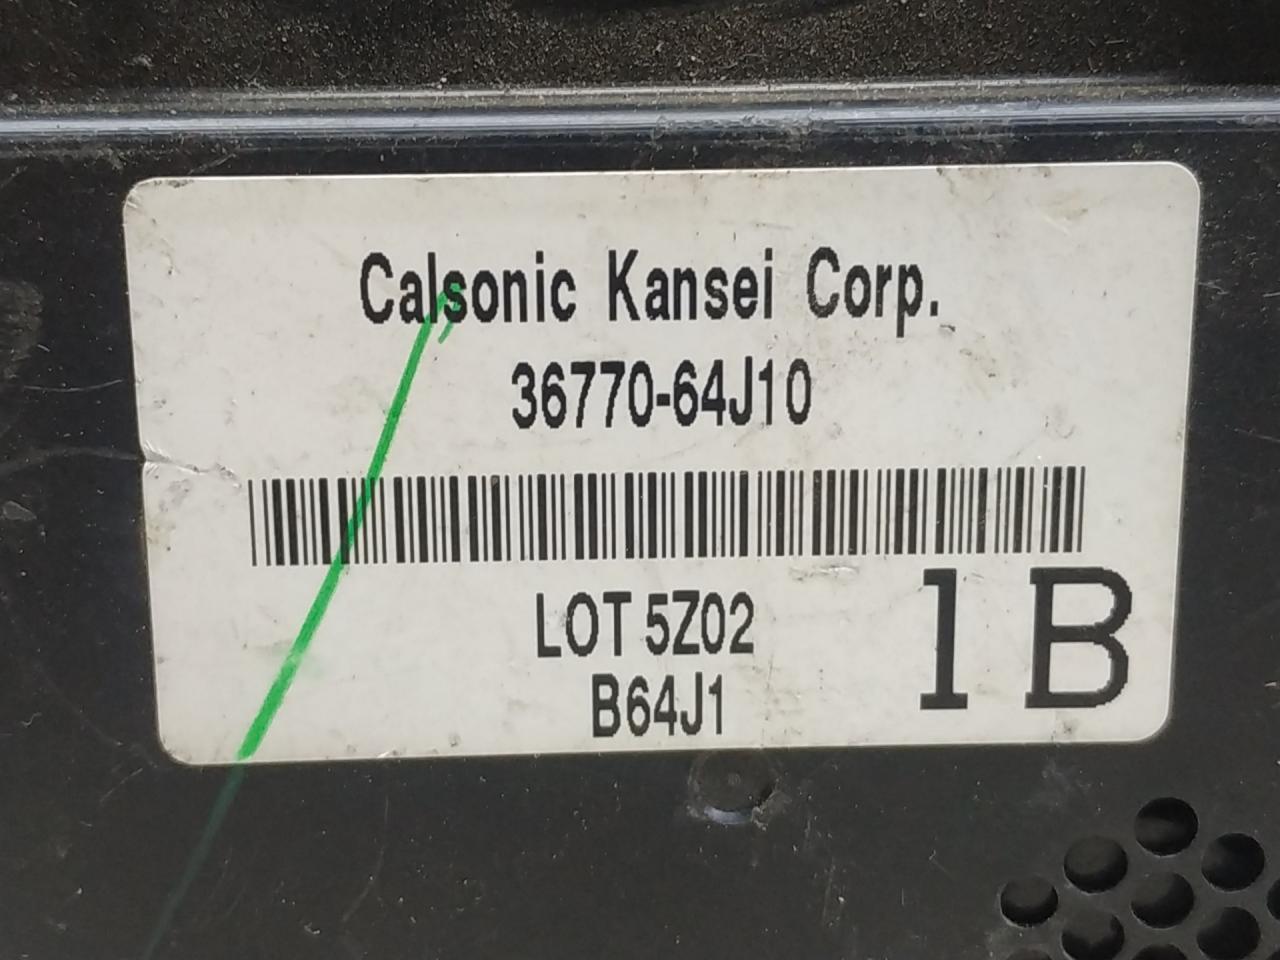 Calsonic Kansei Corp.
36770-64J10
LOT 5Z02
B64J1
1B